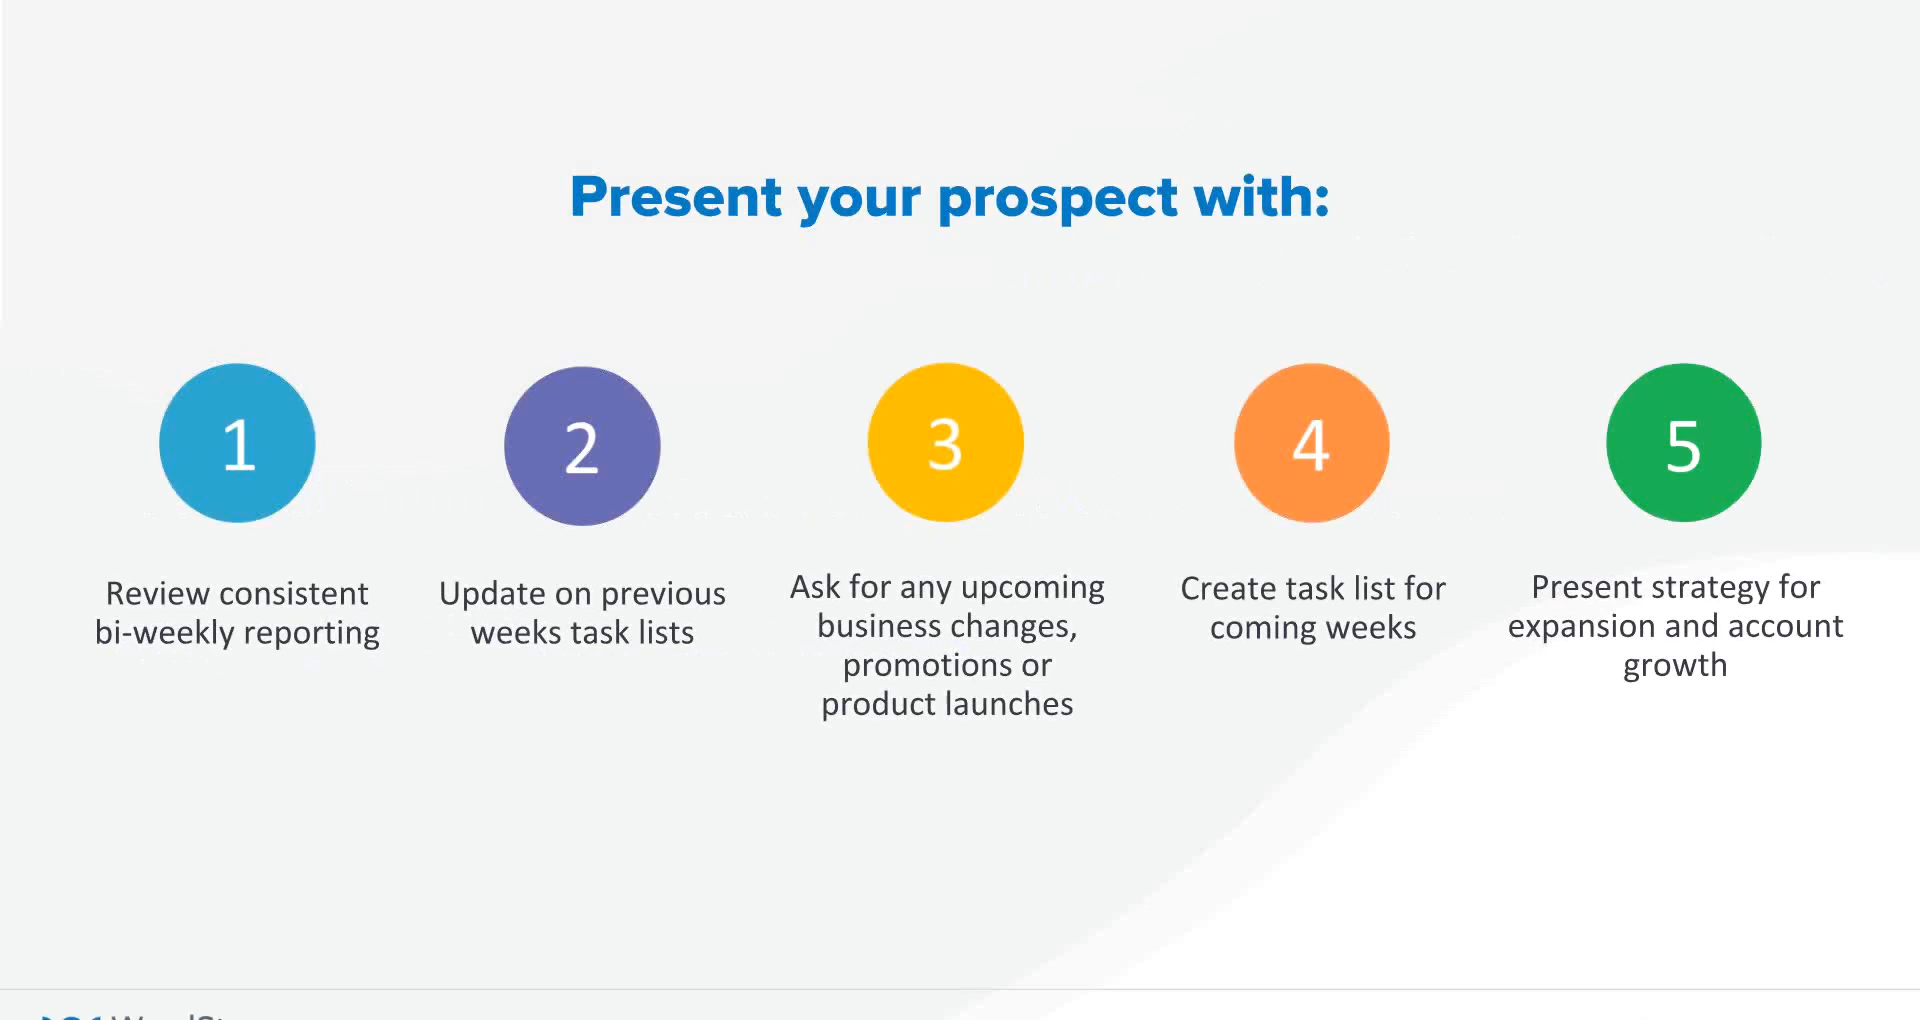 Present your prospect with:
1
2
3
4
5
Review consistent
bi-weekly reporting
Update on previous
weeks task lists
Ask for any upcoming
business changes,
promotions or
product launches
Create task list for
coming weeks
Present strategy for
expansion and account
growth